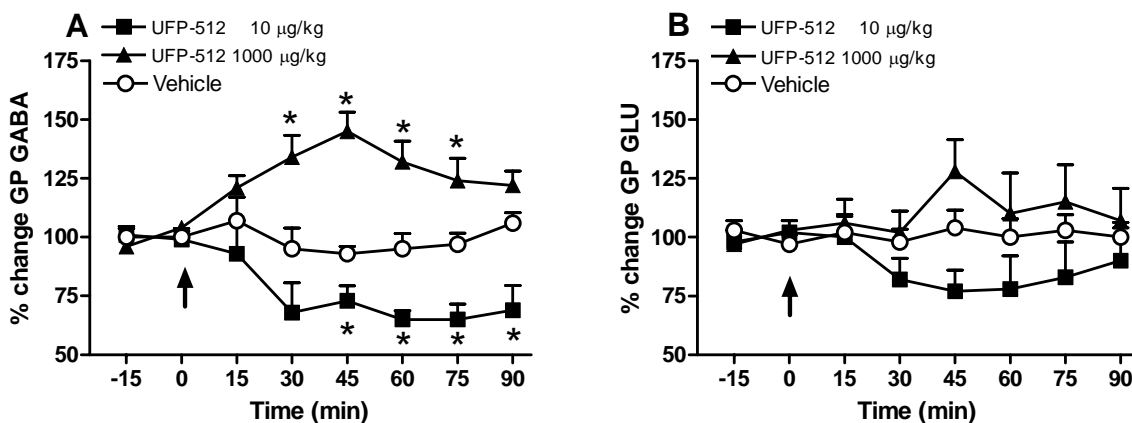 A
UFP-512 10 µg/kg
UFP-512 1000 µg/kg
Vehicle
175
150
125
100
75
50
% change GP GABA
* * * *
* * * *
-15 0 15 30 45 60 75 90
Time (min)
B
UFP-512 10 µg/kg
UFP-512 1000 µg/kg
Vehicle
175
150
125
100
75
50
% change GP GLU
-15 0 15 30 45 60 75 90
Time (min)